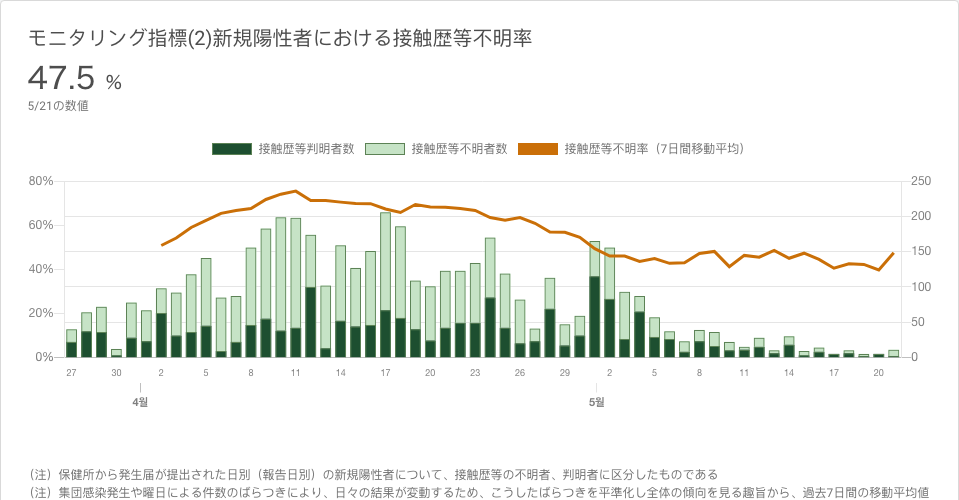 モニタリング指標(2)新規陽性者における接触歴等不明率
47.5 %
5/21の数値
接触歴等判明者数 接触歴等不明者数 接触歴等不明率（7日間移動平均）
80% 250
200
60%
150
40%
100
20%
50
0% 0
27 30 2 5 8 11 14 17 20 23 26 29 2 5 8 11 14 17 20
4월 5월
（注）保健所から発生届が提出された日別（報告日別）の新規陽性者について、接触歴等の不明者、判明者に区分したものである
（注）集団感染発生や曜日による件数のばらつきにより、日々の結果が変動するため、こうしたばらつきを平準化し全体の傾向を見る趣旨から、過去7日間の移動平均値